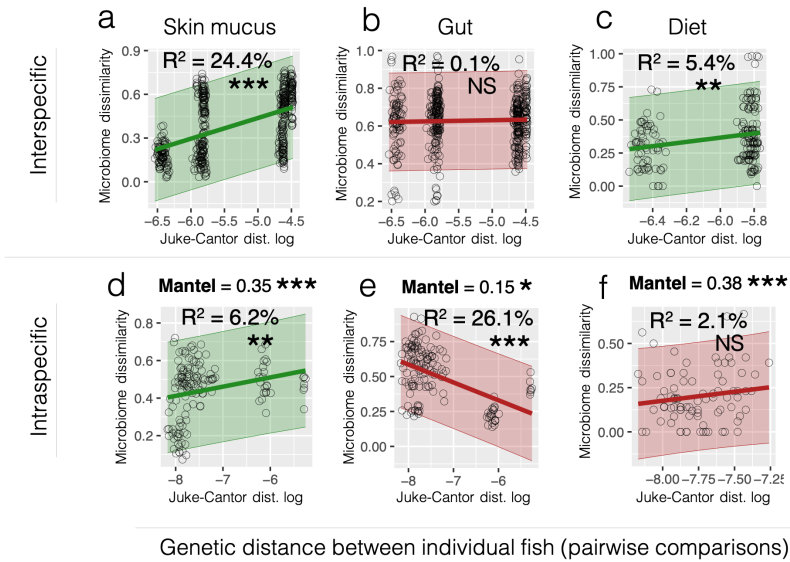 a Skin mucus
b Gut
c Diet
Interspecific
Microbiome dissimilarity
0.9
0.6
0.3
0.0
R² = 24.4%
***
−6.5 −6.0 −5.5 −5.0 −4.5
Juke-Cantor dist. log
Microbiome dissimilarity
1.0
0.8
0.6
0.4
0.2
R² = 0.1%
NS
−6.5 −6.0 −5.5 −5.0 −4.5
Juke-Cantor dist. log
Microbiome dissimilarity
1.00
0.75
0.50
0.25
0.00
R² = 5.4%
**
−6.4 −6.2 −6.0 −5.8
Juke-Cantor dist. log
Intraspecific
d Mantel = 0.35 ***
Microbiome dissimilarity
0.8
0.6
0.4
0.2
R² = 6.2%
**
−8 −7 −6
Juke-Cantor dist. log
e Mantel = 0.15 *
Microbiome dissimilarity
0.75
0.50
0.25
0.00
R² = 26.1%
***
−8 −7 −6
Juke-Cantor dist. log
f Mantel = 0.38 ***
Microbiome dissimilarity
0.50
0.25
0.00
R² = 2.1%
NS
−8.00 −7.75 −7.50 −7.25
Juke-Cantor dist. log
Genetic distance between individual fish (pairwise comparisons)